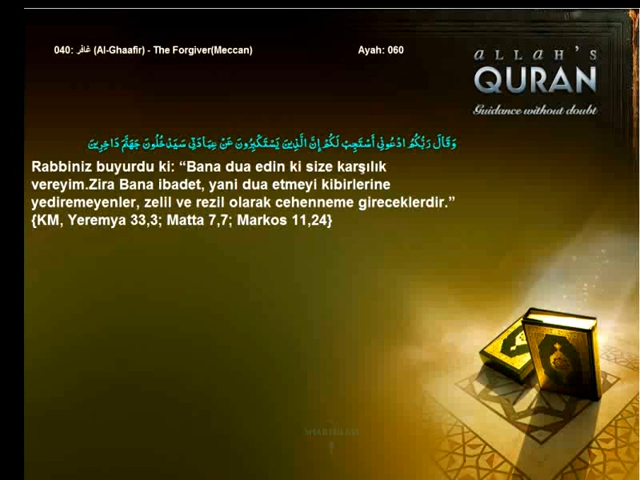 040: غافر (Al-Ghaafir) - The Forgiver(Meccan) Ayah: 060
ALLAH'S
QURAN
Guidance without doubt
وَقَالَ رَبُّكُمُ ادْعُونِي أَسْتَجِبْ لَكُمْ إِنَّ الَّذِينَ يَسْتَكْبِرُونَ عَنْ عِبَادَتِي سَيَدْخُلُونَ جَهَنَّمَ دَاخِرِينَ
Rabbiniz buyurdu ki: “Bana dua edin ki size karşılık
vereyim.Zira Bana ibadet, yani dua etmeyi kibirlerine
yediremeyenler, zelil ve rezil olarak cehenneme gireceklerdir.”
{KM, Yeremya 33,3; Matta 7,7; Markos 11,24}